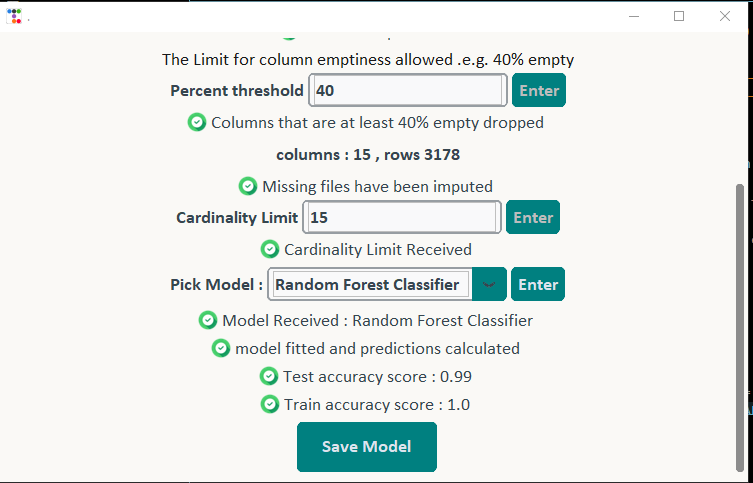 The Limit for column emptiness allowed .e.g. 40% empty
Percent threshold 40 Enter
Columns that are at least 40% empty dropped
columns : 15 , rows 3178
Missing files have been imputed
Cardinality Limit 15 Enter
Cardinality Limit Received
Pick Model : Random Forest Classifier Enter
Model Received : Random Forest Classifier
model fitted and predictions calculated
Test accuracy score : 0.99
Train accuracy score : 1.0
Save Model